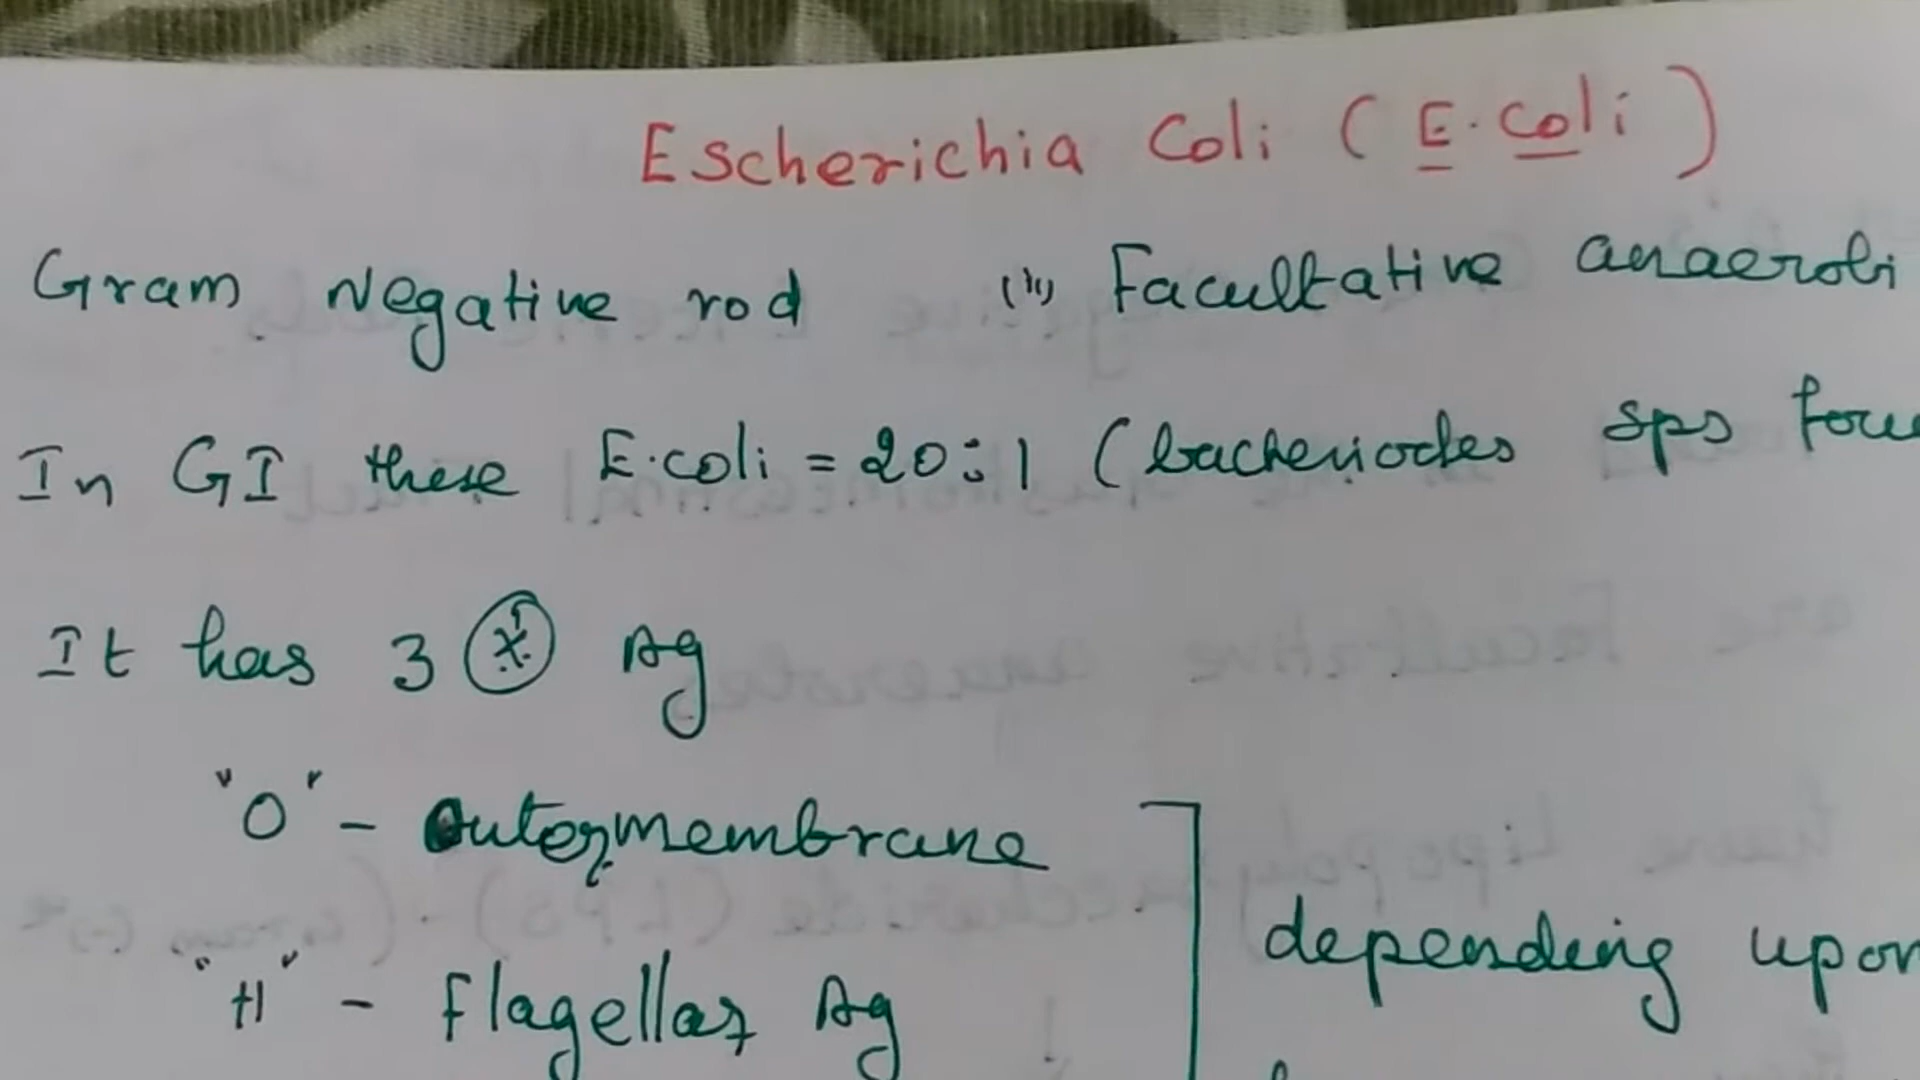 Escherichia Coli (E.coli)
Gram Negative rod (ii) Facultative anaerobi
In GI these E.coli = 20:1 (bacteriodes sps
It has 3 Ag
"O" - Outermembrane
"H" - Flagellar Ag
depending upon